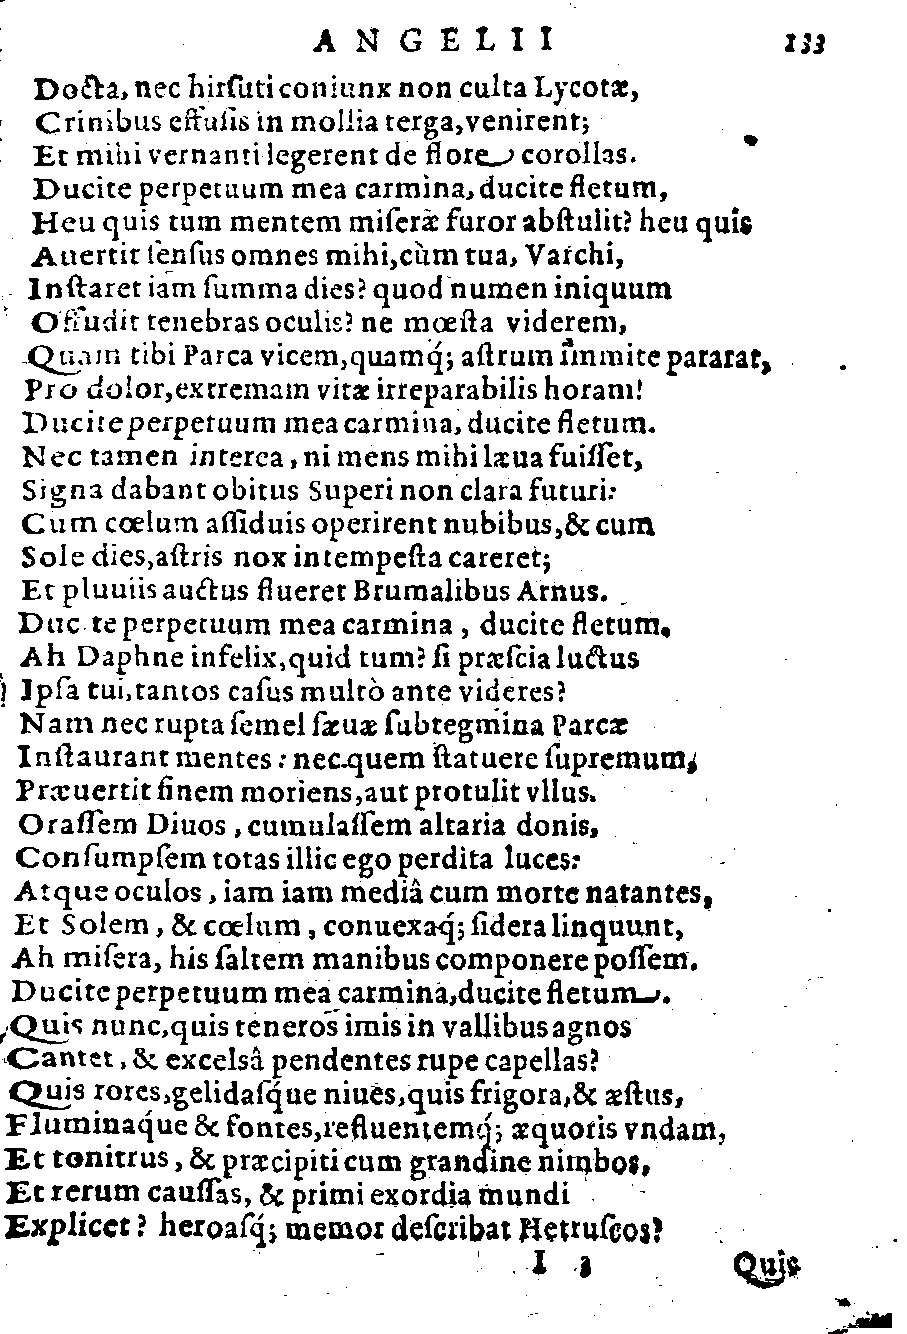 ANGELII 133
Docta, nec hirſuti coniunx non culta Lycotæ,
Crinibus effuſis in mollia terga, venirent;
Et mihi vernanti legerent de flore corollas.
Ducite perpetuum mea carmina, ducite fletum,
Heu quis tum mentem miſeræ furor abſtulit? heu quis
Auertit ſenſus omnes mihi, cùm tua, Varchi,
Inſtaret iam ſumma dies? quod numen iniquum
Offudit tenebras oculis? ne mœſta viderem,
Quam tibi Parca vicem, quamq́; aſtrum immite pararat,
Pro dolor, extremam vitæ irreparabilis horam!
Ducite perpetuum mea carmina, ducite fletum.
Nec tamen interea, ni mens mihi læua fuiſſet,
Signa dabant obitus Superi non clara futuri:
Cum cœlum aſſiduis operirent nubibus, & cum
Sole dies, aſtris nox intempeſta careret;
Et pluuiis auctus flueret Brumalibus Arnus.
Duc te perpetuum mea carmina, ducite fletum.
Ah Daphne infelix, quid tum? ſi præſcia luctus
Ipſa tui, tantos caſus multò ante videres?
Nam nec rupta ſemel ſæuæ ſubtegmina Parcæ
Inſtaurant mentes: nec quem ſtatuere ſupremum,
Præuertit finem moriens, aut protulit vllus.
Oraſſem Diuos, cumulaſſem altaria donis,
Conſumpſem totas illic ego perdita luces:
Atque oculos, iam iam mediâ cum morte natantes,
Et Solem, & cœlum, conuexaq́; ſidera linquunt,
Ah miſera, his ſaltem manibus componere poſſem.
Ducite perpetuum mea carmina, ducite fletum.
Quis nunc, quis teneros imis in vallibus agnos
Cantet, & excelsâ pendentes rupe capellas?
Quis rores, gelidaſq́ue niues, quis frigora, & æſtus,
Fluminaq́ue & fontes, refluentemq́; æquoris vndam,
Et tonitrus, & præcipiti cum grandine nimbos,
Et rerum cauſſas, & primi exordia mundi
Explicet? heroaſq́; memor deſcribat Hetruſcos?
I 3 Quis